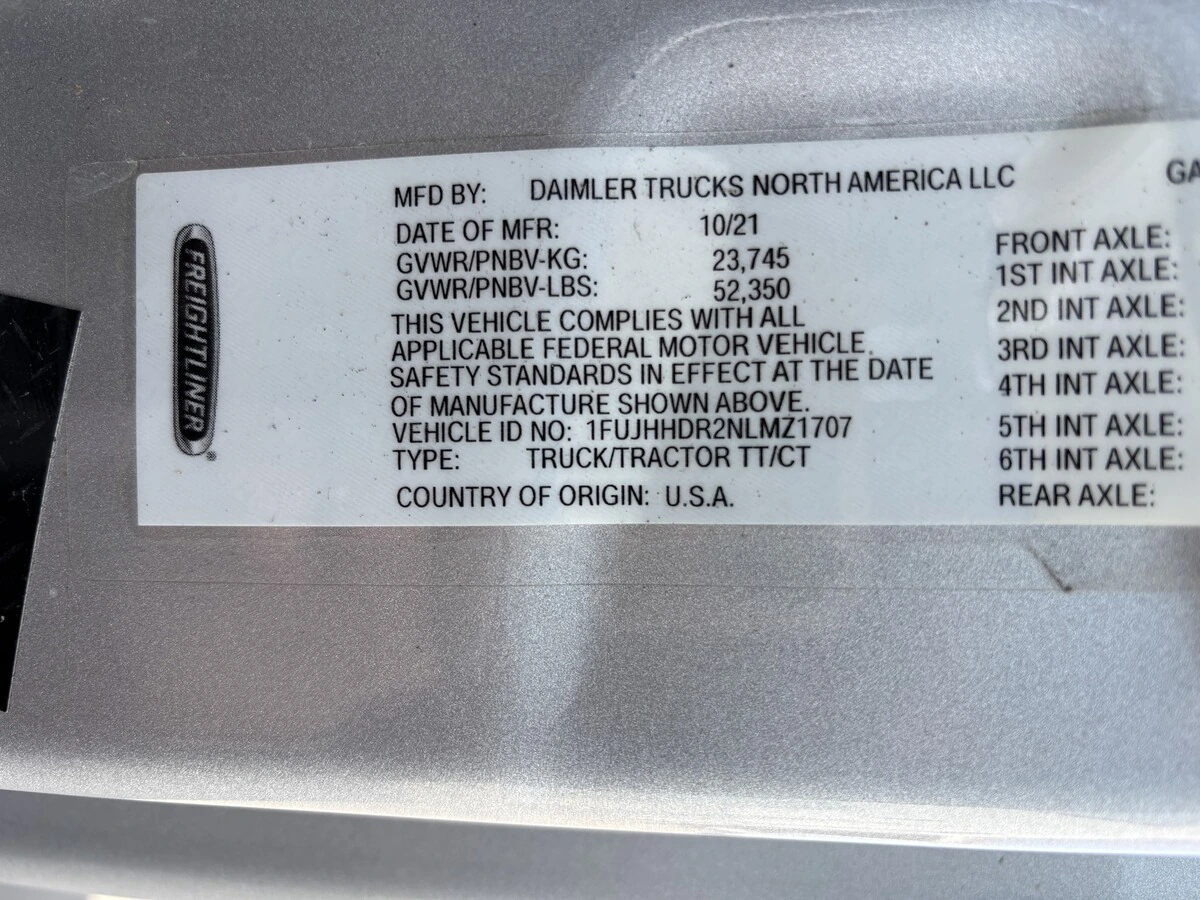 FREIGHTLINER
MFD BY: DAIMLER TRUCKS NORTH AMERICA LLC
DATE OF MFR: 10/21
GVWR/PNBV-KG: 23,745
GVWR/PNBV-LBS: 52,350
THIS VEHICLE COMPLIES WITH ALL
APPLICABLE FEDERAL MOTOR VEHICLE
SAFETY STANDARDS IN EFFECT AT THE DATE
OF MANUFACTURE SHOWN ABOVE.
VEHICLE ID NO: 1FUJHHDR2NLMZ1707
TYPE: TRUCK/TRACTOR TT/CT
COUNTRY OF ORIGIN: U.S.A.
GA
FRONT AXLE:
1ST INT AXLE:
2ND INT AXLE:
3RD INT AXLE:
4TH INT AXLE:
5TH INT AXLE:
6TH INT AXLE:
REAR AXLE: